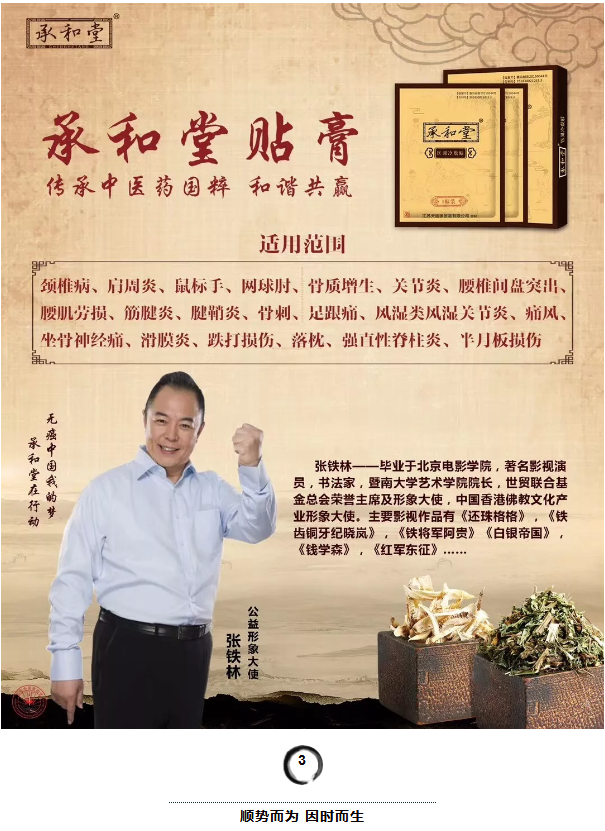 承和堂
承和堂贴膏
传承中医药国粹 和谐共赢
承和堂
适用范围
颈椎病、肩周炎、鼠标手、网球肘、骨质增生、关节炎、腰椎间盘突出、
腰肌劳损、筋腱炎、腱鞘炎、骨刺、足跟痛、风湿类风湿关节炎、痛风、
坐骨神经痛、滑膜炎、跌打损伤、落枕、强直性脊柱炎、半月板损伤
无癌中国我的梦
承和堂在行动
张铁林——毕业于北京电影学院，著名影视演
员，书法家，暨南大学艺术学院院长，世贸联合基
金总会荣誉主席及形象大使，中国香港佛教文化产
业形象大使。主要影视作品有《还珠格格》，《铁
齿铜牙纪晓岚》，《铁将军阿贵》《白银帝国》，
《钱学森》，《红军东征》……
公益形象大使
张铁林
3
顺势而为 因时而生